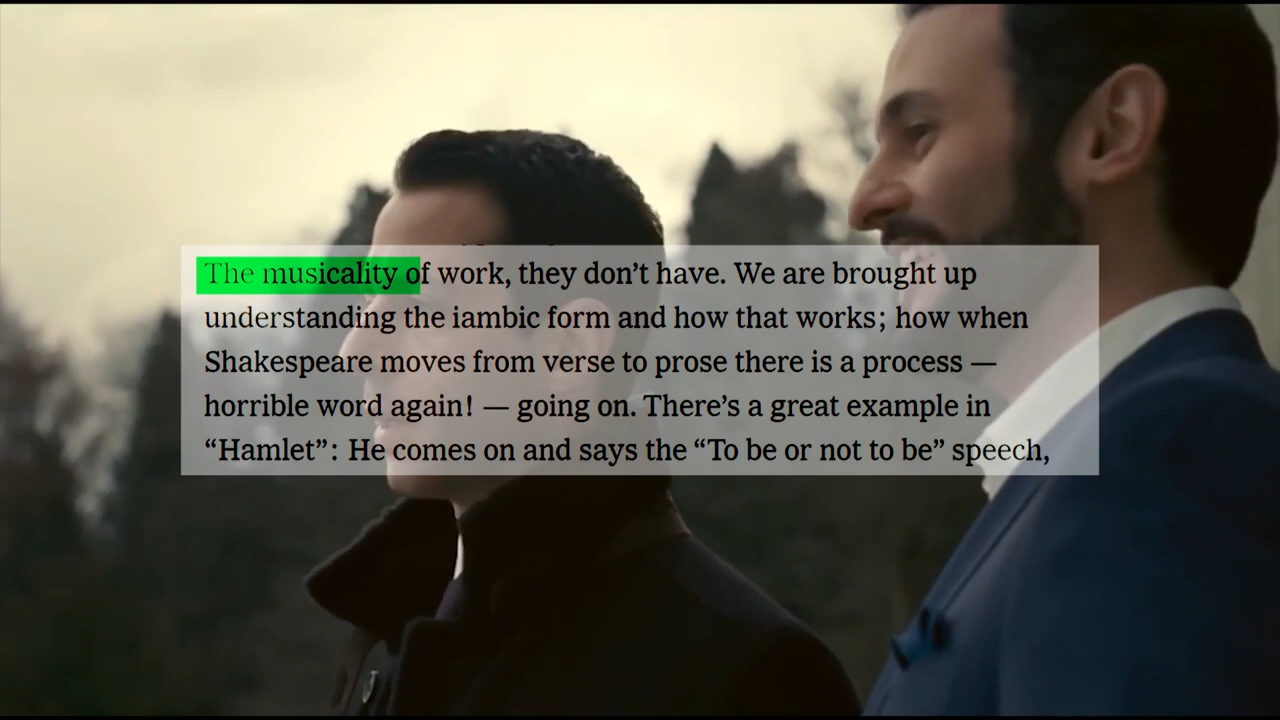 The musicality of work, they don’t have. We are brought up
understanding the iambic form and how that works; how when
Shakespeare moves from verse to prose there is a process —
horrible word again! — going on. There’s a great example in
“Hamlet”: He comes on and says the “To be or not to be” speech,